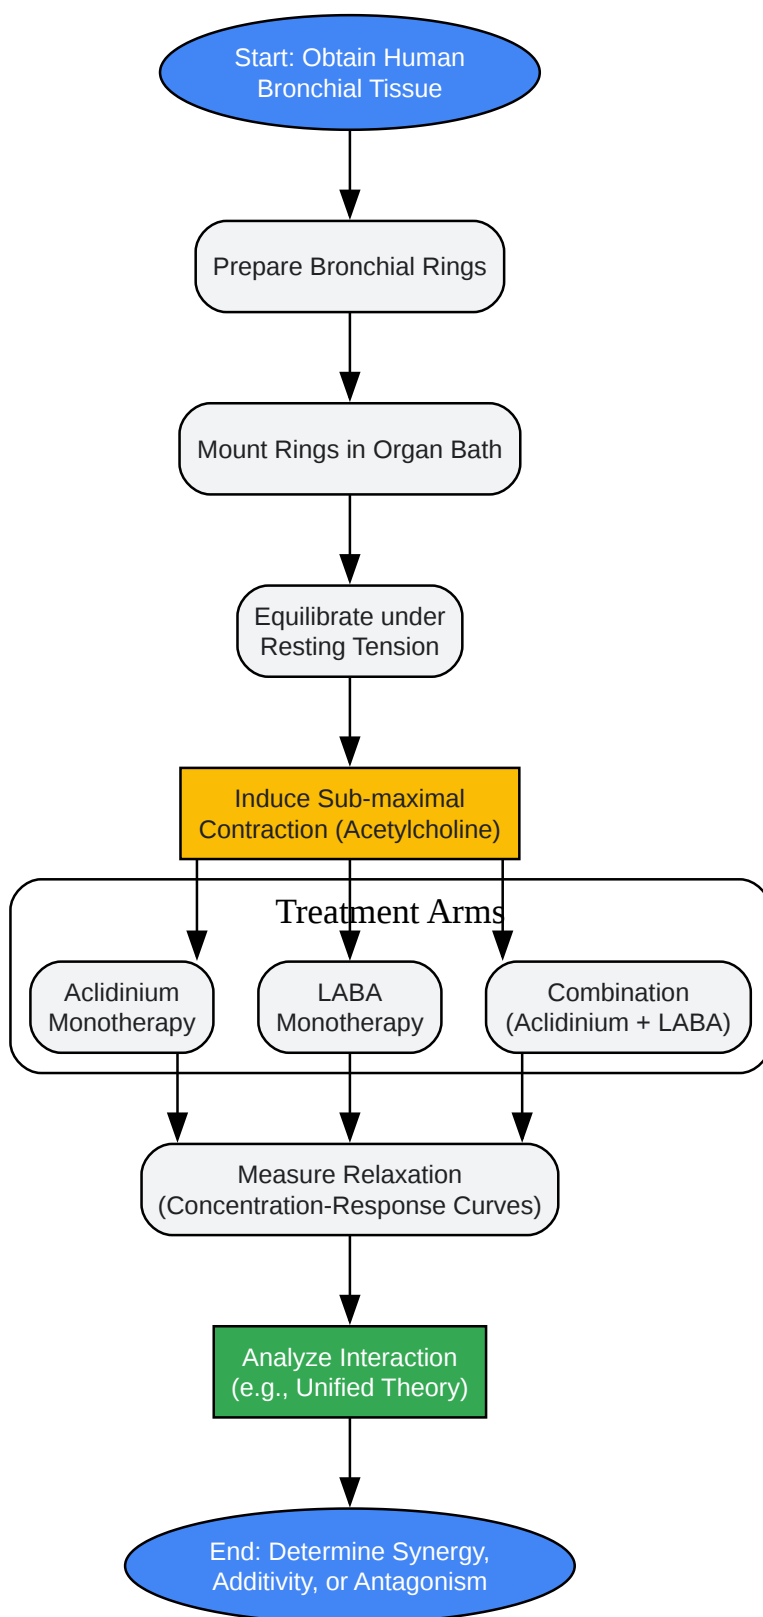 Start: Obtain Human
Bronchial Tissue
Prepare Bronchial Rings
Mount Rings in Organ Bath
Equilibrate under
Resting Tension
Induce Sub-maximal
Contraction (Acetylcholine)
Treatment Arms
Aclidinium
Monotherapy
LABA
Monotherapy
Combination
(Aclidinium + LABA)
Measure Relaxation
(Concentration-Response Curves)
Analyze Interaction
(e.g., Unified Theory)
End: Determine Synergy,
Additivity, or Antagonism